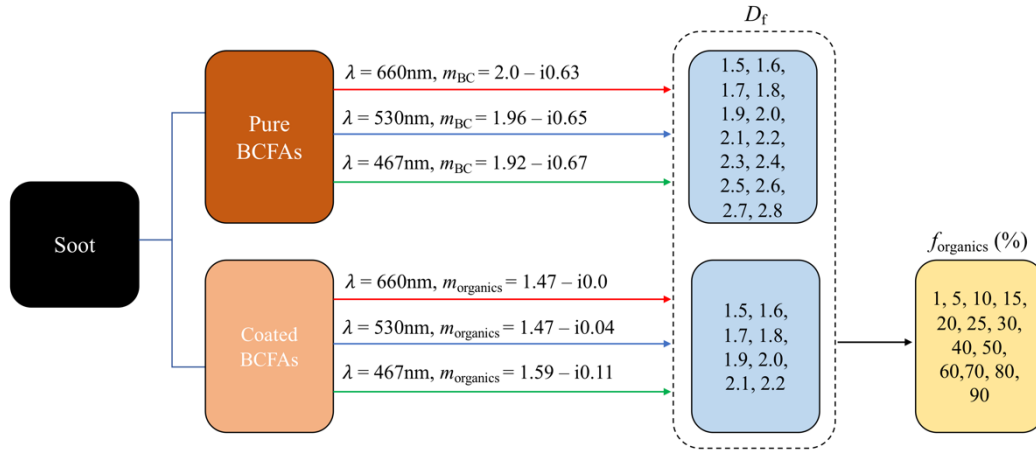 Soot
Pure
BCFAs
λ = 660nm, m_BC = 2.0 – i0.63
λ = 530nm, m_BC = 1.96 – i0.65
λ = 467nm, m_BC = 1.92 – i0.67
Coated
BCFAs
λ = 660nm, m_organics = 1.47 – i0.0
λ = 530nm, m_organics = 1.47 – i0.04
λ = 467nm, m_organics = 1.59 – i0.11
D_f
1.5, 1.6,
1.7, 1.8,
1.9, 2.0,
2.1, 2.2,
2.3, 2.4,
2.5, 2.6,
2.7, 2.8
1.5, 1.6,
1.7, 1.8,
1.9, 2.0,
2.1, 2.2
f_organics (%)
1, 5, 10, 15,
20, 25, 30,
40, 50,
60,70, 80,
90